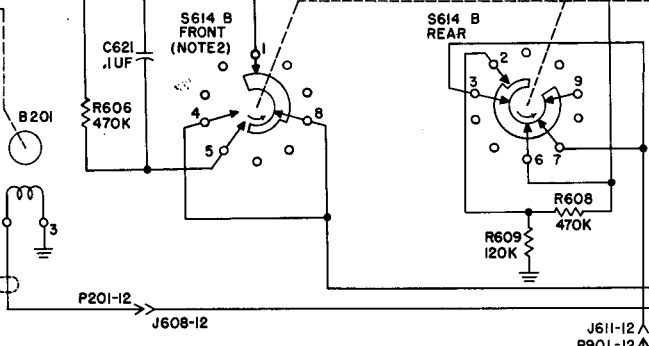 S614 B
FRONT
(NOTE2)
S614 B
REAR
C621
.1UF
1
2
3
9
R606
470K
B201
4
8
5
6
7
R608
470K
3
R609
120K
P201-12
J608-12
J611-12
P901-12